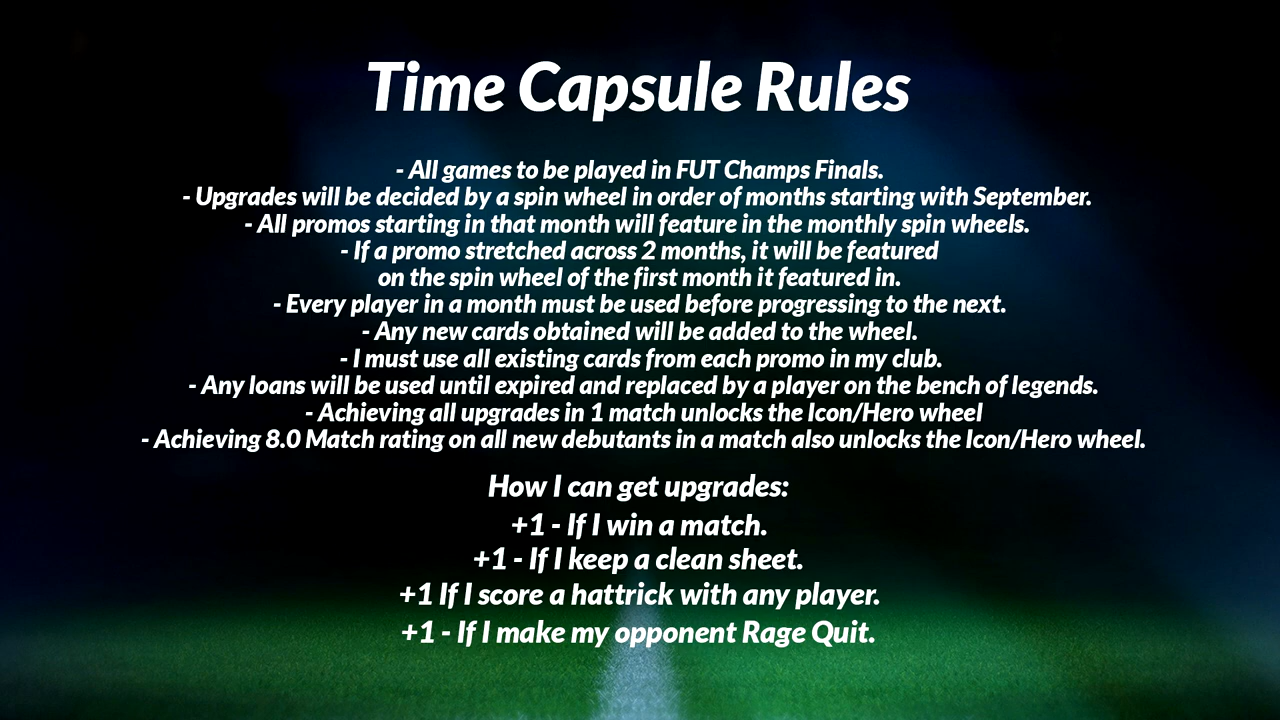 Time Capsule Rules
- All games to be played in FUT Champs Finals.
- Upgrades will be decided by a spin wheel in order of months starting with September.
- All promos starting in that month will feature in the monthly spin wheels.
- If a promo stretched across 2 months, it will be featured
on the spin wheel of the first month it featured in.
- Every player in a month must be used before progressing to the next.
- Any new cards obtained will be added to the wheel.
- I must use all existing cards from each promo in my club.
- Any loans will be used until expired and replaced by a player on the bench of legends.
- Achieving all upgrades in 1 match unlocks the Icon/Hero wheel
- Achieving 8.0 Match rating on all new debutants in a match also unlocks the Icon/Hero wheel.
How I can get upgrades:
+1 - If I win a match.
+1 - If I keep a clean sheet.
+1 If I score a hattrick with any player.
+1 - If I make my opponent Rage Quit.